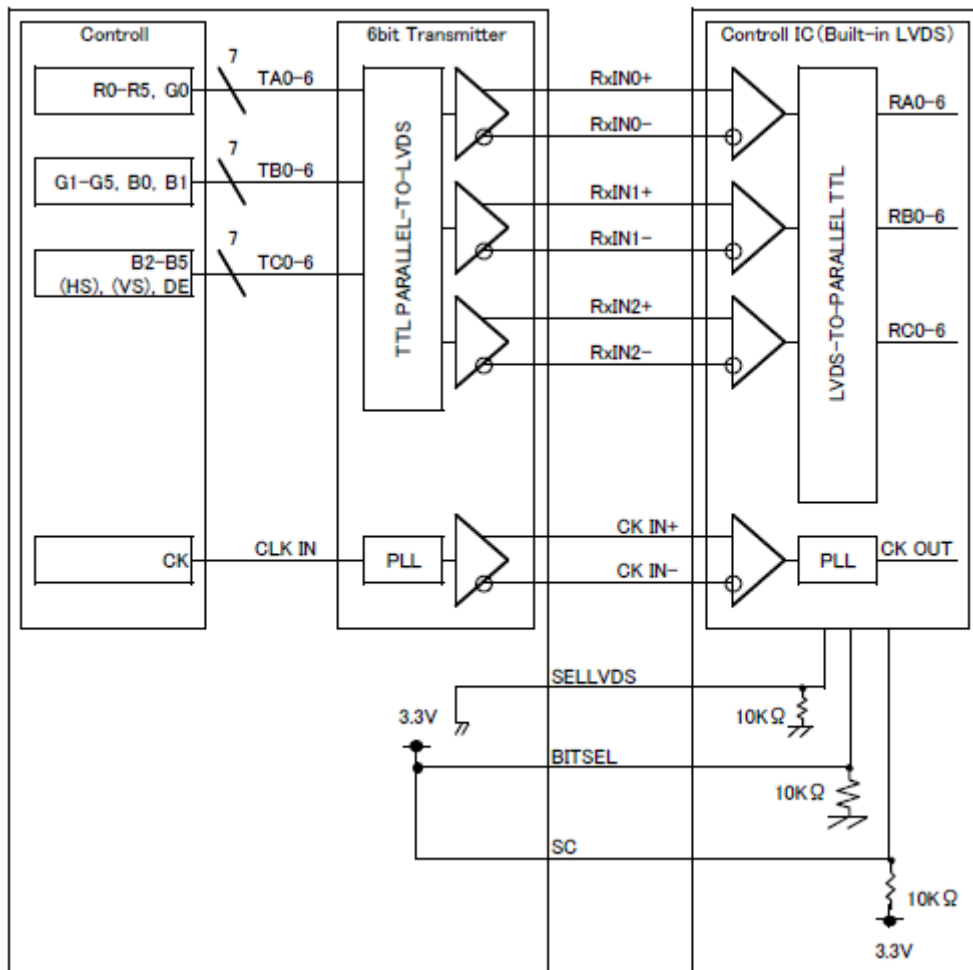 Controll
6bit Transmitter
Controll IC(Built-in LVDS)
R0-R5, G0
7
TA0-6
G1-G5, B0, B1
7
TB0-6
B2-B5
(HS), (VS), DE
7
TC0-6
TTL PARALLEL-TO-LVDS
RxIN0+
RxIN0-
RxIN1+
RxIN1-
RxIN2+
RxIN2-
LVDS-TO-PARALLEL TTL
RA0-6
RB0-6
RC0-6
CK
CLK IN
PLL
CK IN+
CK IN-
PLL
CK OUT
SELLVDS
10KΩ
3.3V
BITSEL
10KΩ
SC
10KΩ
3.3V